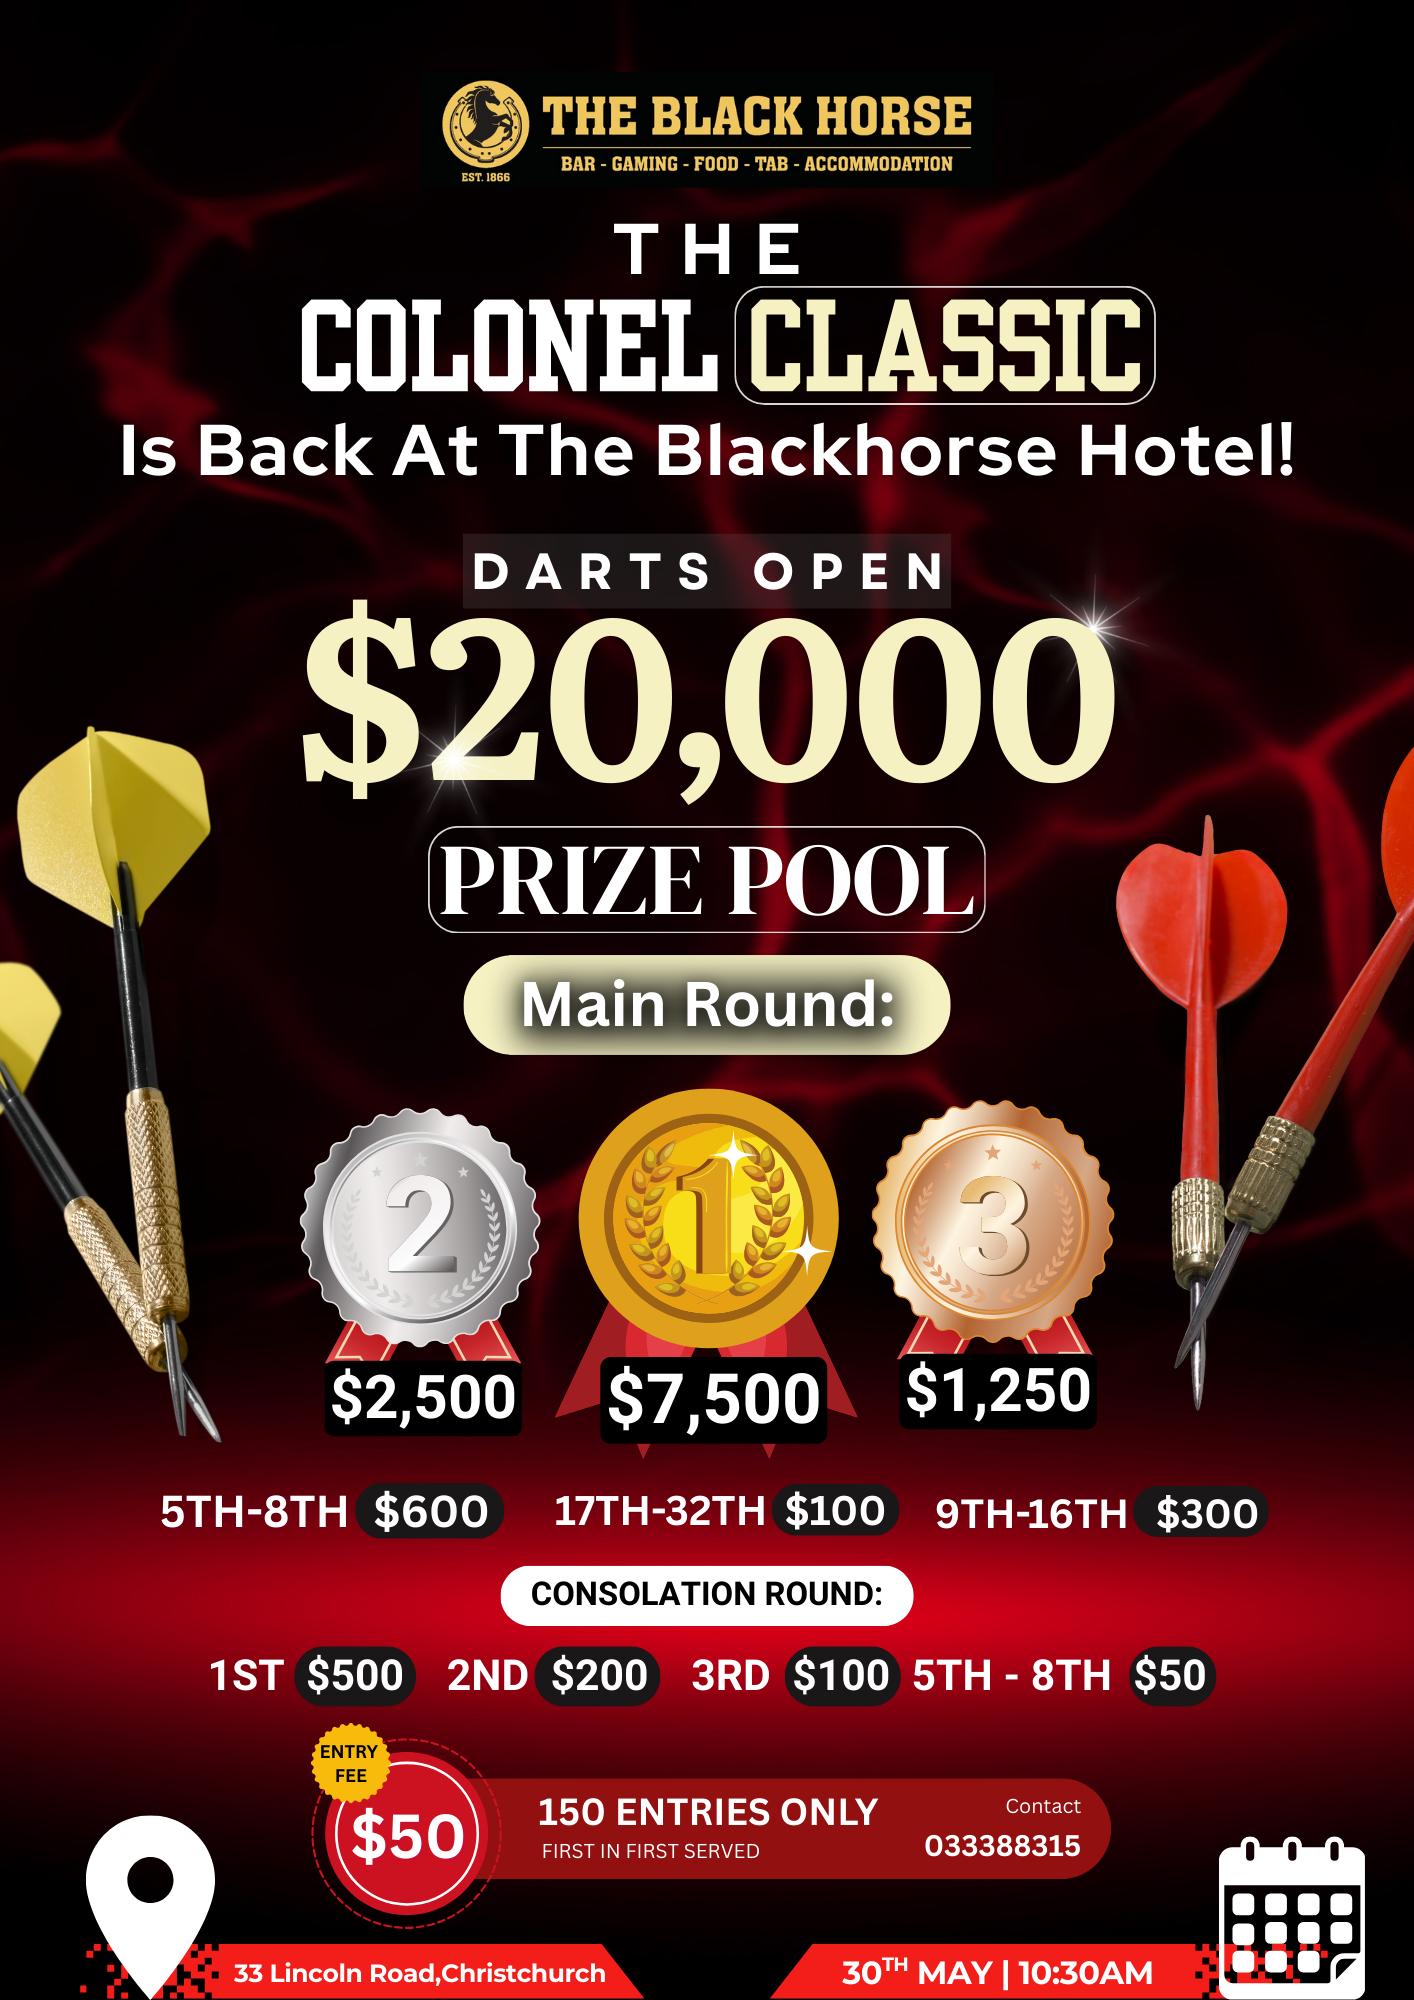 THE BLACK HORSE
BAR - GAMING - FOOD - TAB - ACCOMMODATION
EST. 1866
THE
COLONEL CLASSIC
Is Back At The Blackhorse Hotel!
DARTS OPEN
$20,000
PRIZE POOL
Main Round:
2 1 3
$2,500 $7,500 $1,250
5TH-8TH $600 17TH-32TH $100 9TH-16TH $300
CONSOLATION ROUND:
1ST $500 2ND $200 3RD $100 5TH - 8TH $50
ENTRY
FEE
$50
150 ENTRIES ONLY
FIRST IN FIRST SERVED
Contact
033388315
33 Lincoln Road,Christchurch
30TH MAY | 10:30AM